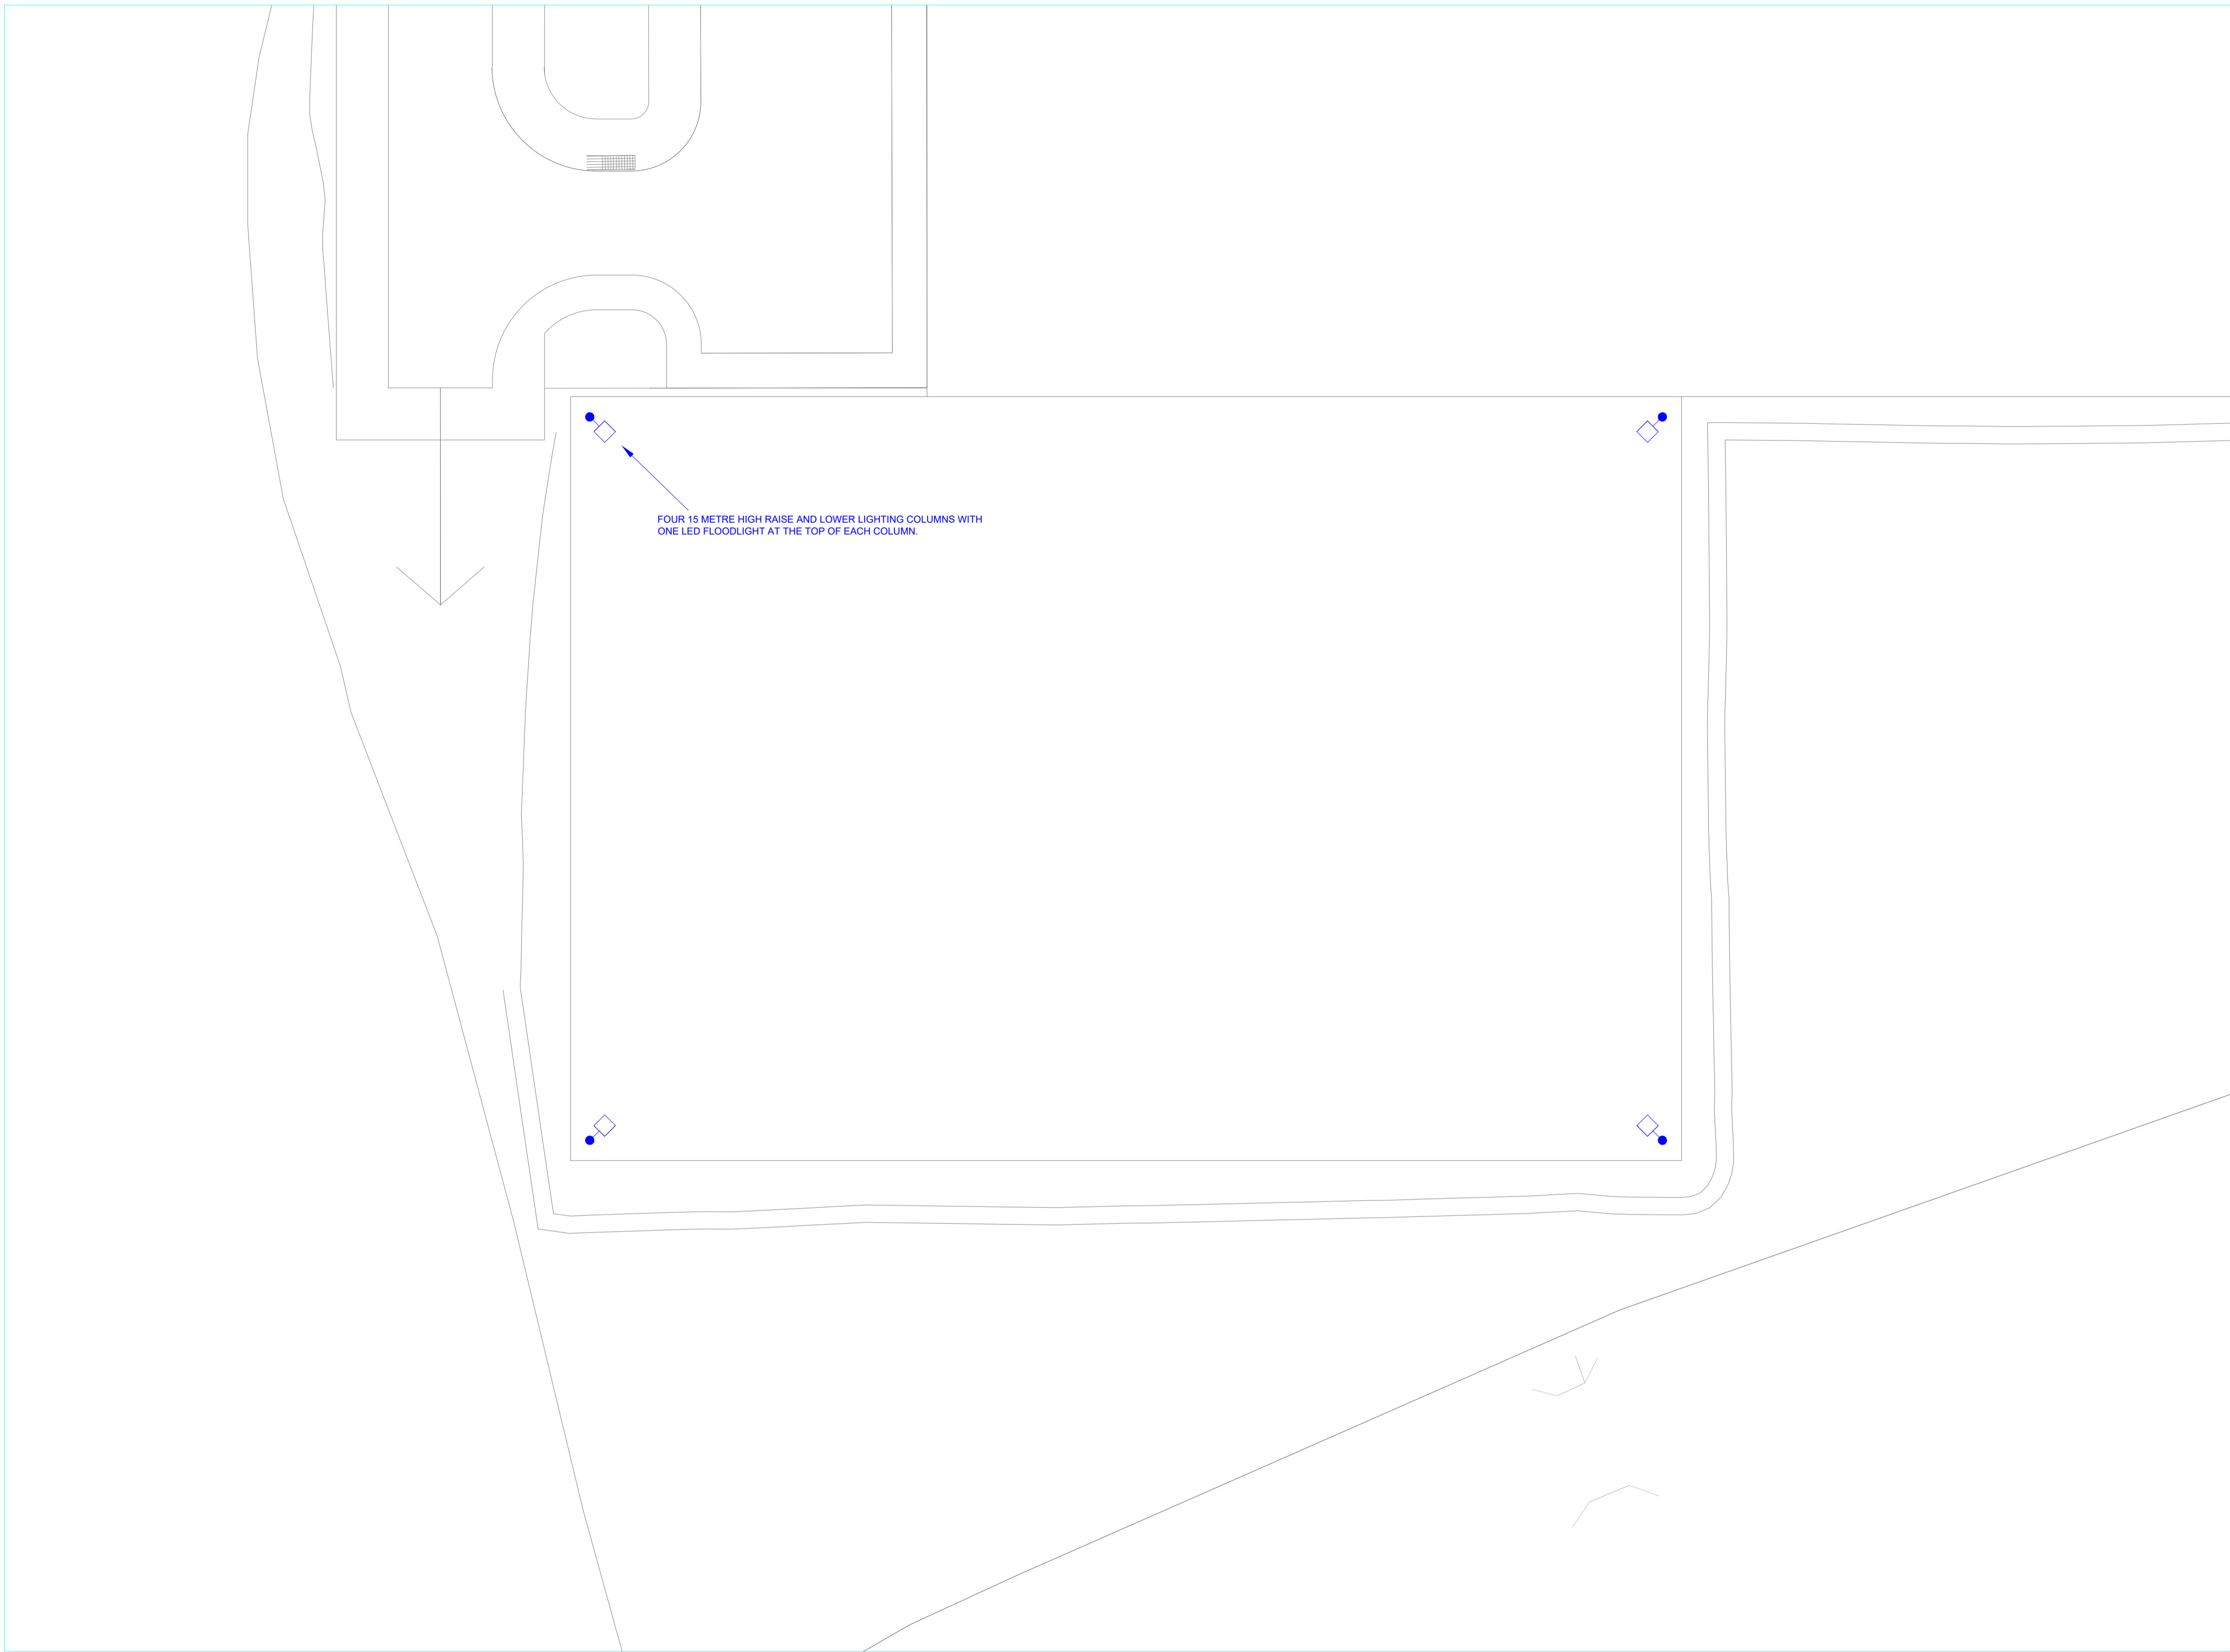 FOUR 15 METRE HIGH RAISE AND LOWER LIGHTING COLUMNS WITH
ONE LED FLOODLIGHT AT THE TOP OF EACH COLUMN.